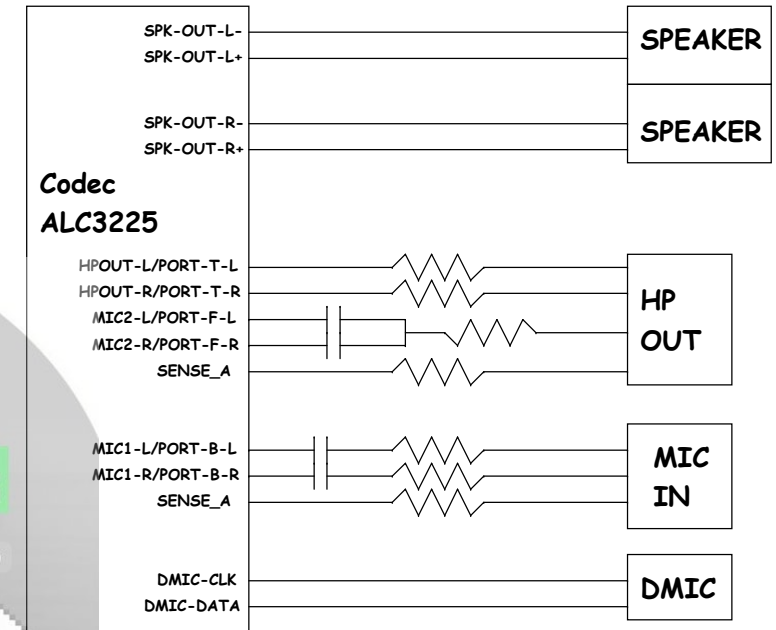 SPK-OUT-L-
SPK-OUT-L+
SPEAKER
SPK-OUT-R-
SPK-OUT-R+
SPEAKER
Codec
ALC3225
HPOUT-L/PORT-T-L
HPOUT-R/PORT-T-R
MIC2-L/PORT-F-L
MIC2-R/PORT-F-R
SENSE_A
HP
OUT
MIC1-L/PORT-B-L
MIC1-R/PORT-B-R
SENSE_A
MIC
IN
DMIC-CLK
DMIC-DATA
DMIC